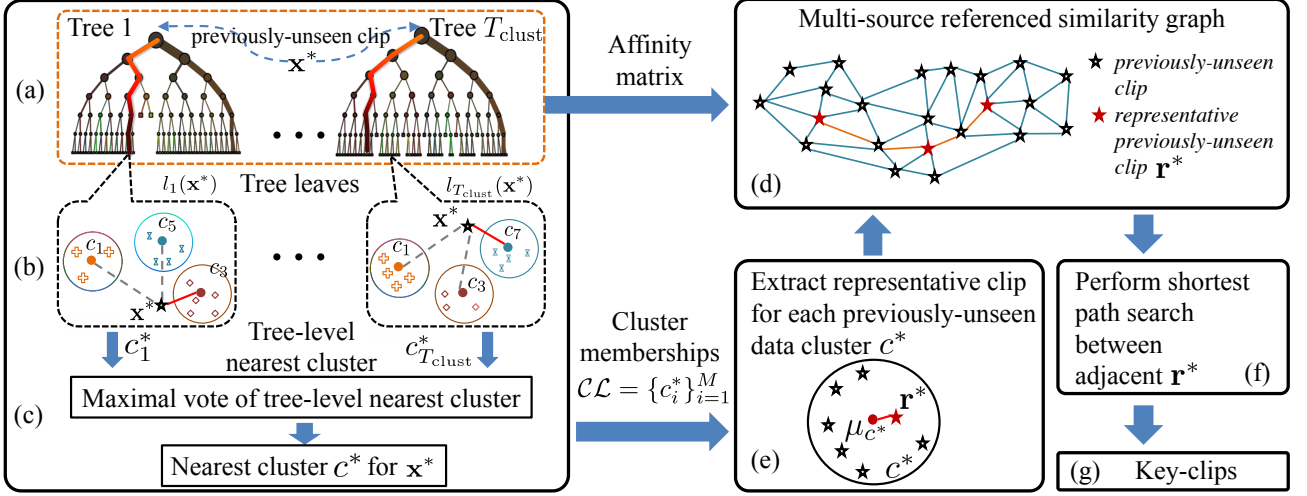 Tree 1
previously-unseen clip
x*
Tree T_clust
(a)
Tree leaves
l_1(x*)
l_{T_clust}(x*)
(b)
c_1
c_5
c_3
x*
x*
c_1
c_7
c_3
c_1^*
Tree-level
nearest cluster
c^*_{T_clust}
(c)
Maximal vote of tree-level nearest cluster
Nearest cluster c* for x*
Affinity
matrix
Cluster
memberships
CL = {c_i^*}_{i=1}^M
Multi-source referenced similarity graph
previously-unseen
clip
representative
previously-unseen
clip r*
(d)
Extract representative clip
for each previously-unseen
data cluster c*
r*
μ_{c*}
c*
(e)
Perform shortest
path search
between
adjacent r*
(f)
(g)
Key-clips